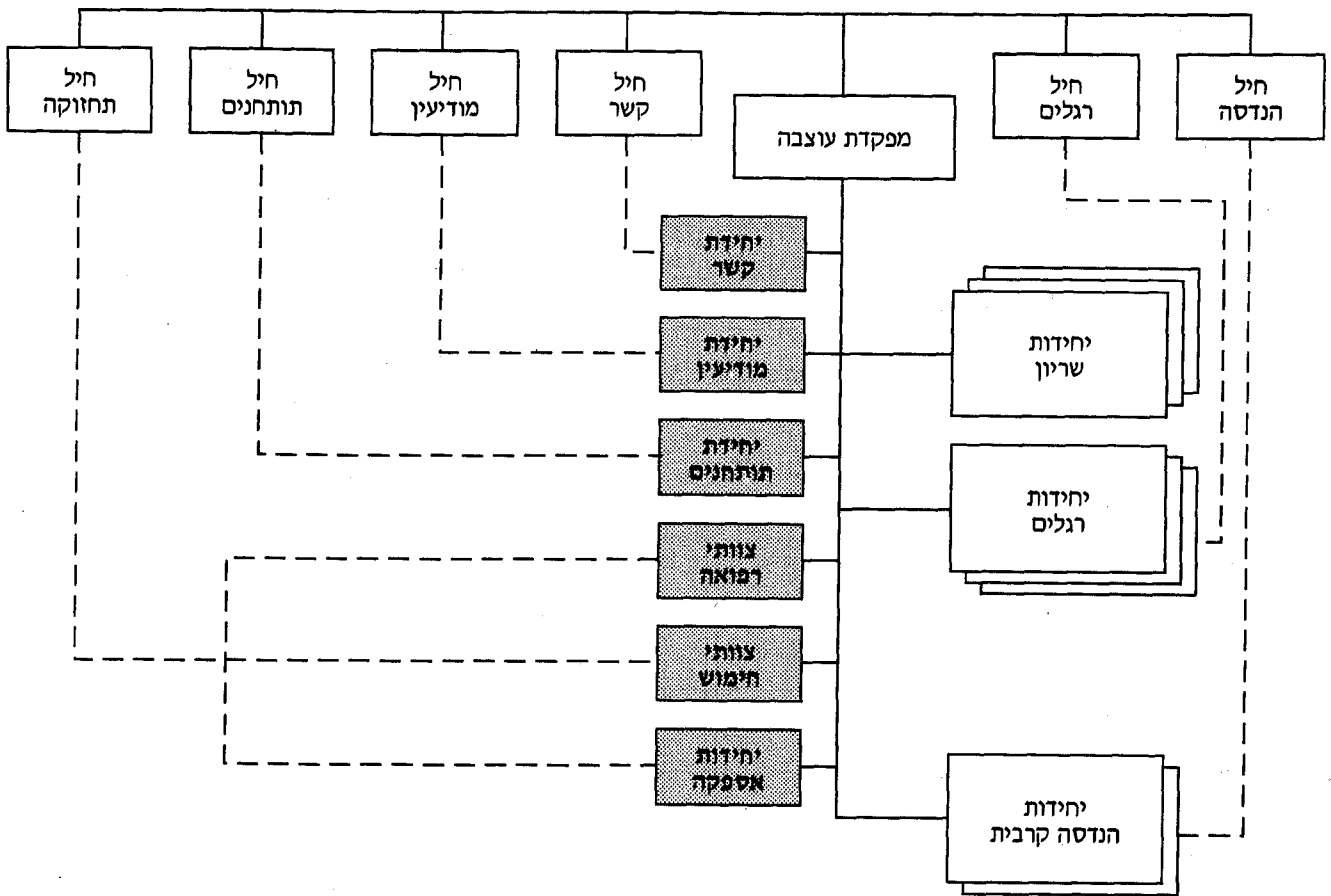 חיל
הנדסה
חיל
רגלים
מפקדת עוצבה
חיל
קשר
חיל
מודיעין
חיל
תותחנים
חיל
תחזוקה
יחידת
קשר
יחידת
מודיעין
יחידת
תותחנים
צוותי
רפואה
צוותי
חימוש
יחידות
אספקה
יחידות
שריון
יחידות
רגלים
יחידות
הנדסה קרבית